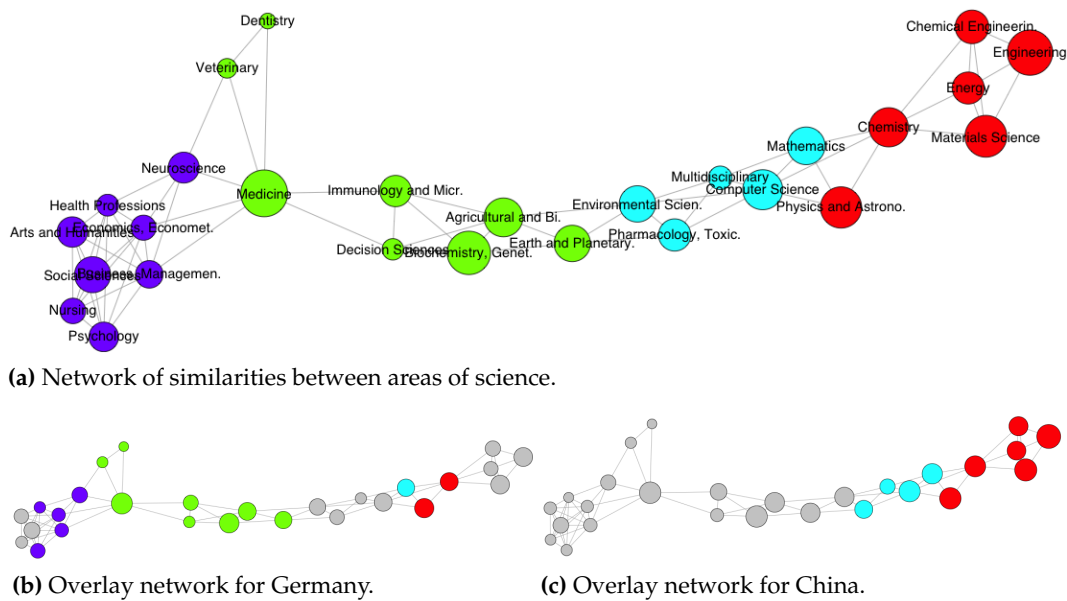 Dentistry
Chemical Engineerin.
Engineering
Veterinary
Energy
Chemistry
Materials Science
Mathematics
Neuroscience
Multidisciplinary
Medicine
Immunology and Micr.
Computer Science
Health Professions
Environmental Scien.
Physics and Astrono.
Agricultural and Bi.
Economics, Economet.
Arts and Humanities
Pharmacology, Toxic.
Earth and Planetary.
Decision Sciences
Biochemistry, Genet.
Social Sciences
Business, Managemen.
Nursing
Psychology
(a) Network of similarities between areas of science.
(b) Overlay network for Germany.
(c) Overlay network for China.